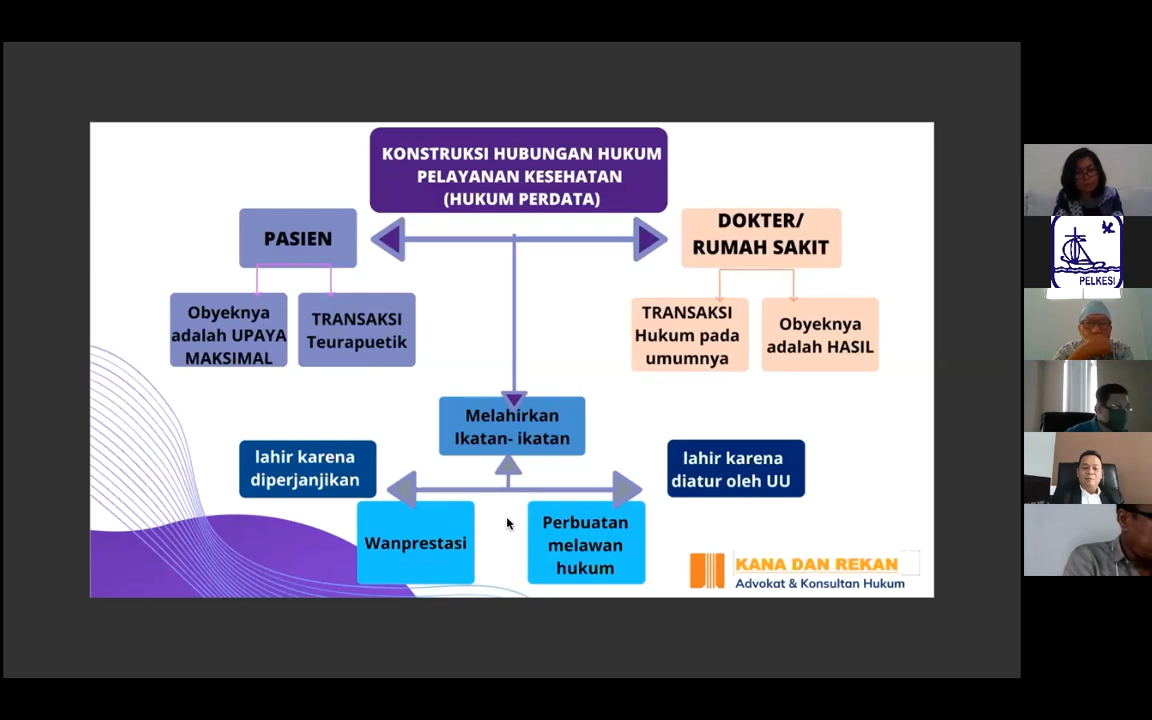 KONSTRUKSI HUBUNGAN HUKUM
PELAYANAN KESEHATAN
(HUKUM PERDATA)
PASIEN
DOKTER/
RUMAH SAKIT
Obyeknya
adalah UPAYA
MAKSIMAL
TRANSAKSI
Teurapuetik
TRANSAKSI
Hukum pada
umumnya
Obyeknya
adalah HASIL
Melahirkan
Ikatan- ikatan
lahir karena
diperjanjikan
lahir karena
diatur oleh UU
Wanprestasi
Perbuatan
melawan
hukum
KANA DAN REKAN
Advokat & Konsultan Hukum
PELKESI